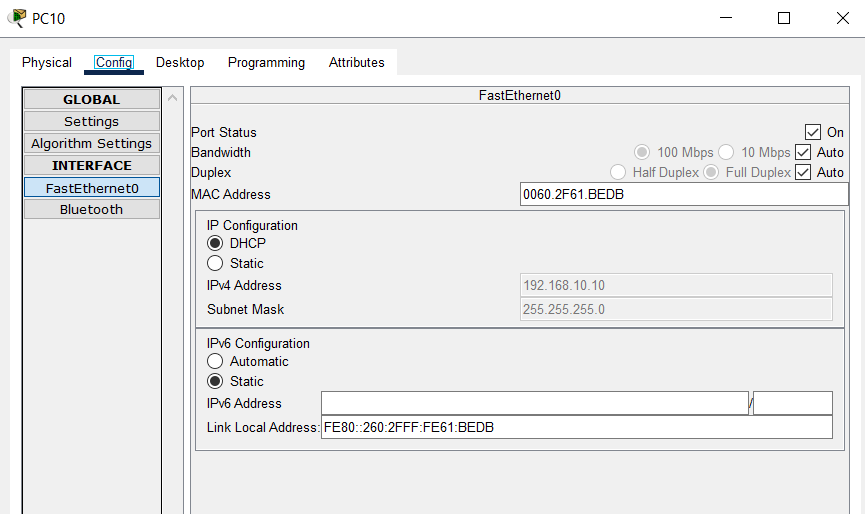 PC10
Physical Config Desktop Programming Attributes
GLOBAL
Settings
Algorithm Settings
INTERFACE
FastEthernet0
Bluetooth
FastEthernet0
Port Status On
Bandwidth 100 Mbps 10 Mbps Auto
Duplex Half Duplex Full Duplex Auto
MAC Address 0060.2F61.BEDB
IP Configuration
DHCP
Static
IPv4 Address 192.168.10.10
Subnet Mask 255.255.255.0
IPv6 Configuration
Automatic
Static
IPv6 Address /
Link Local Address: FE80::260:2FFF:FE61:BEDB